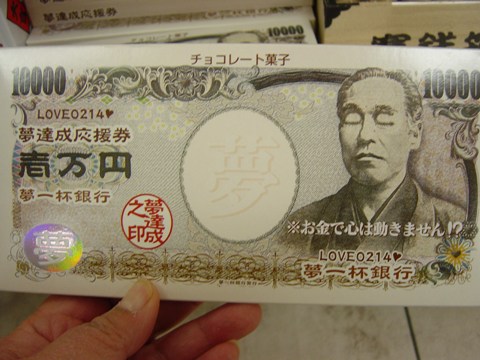 チョコレート菓子
10000
10000
LOVE0214♥
夢達成応援券
壱万円
夢一杯銀行
夢
夢
夢達成之印
※お金で心は動きません!?
LOVE0214♥
夢一杯銀行